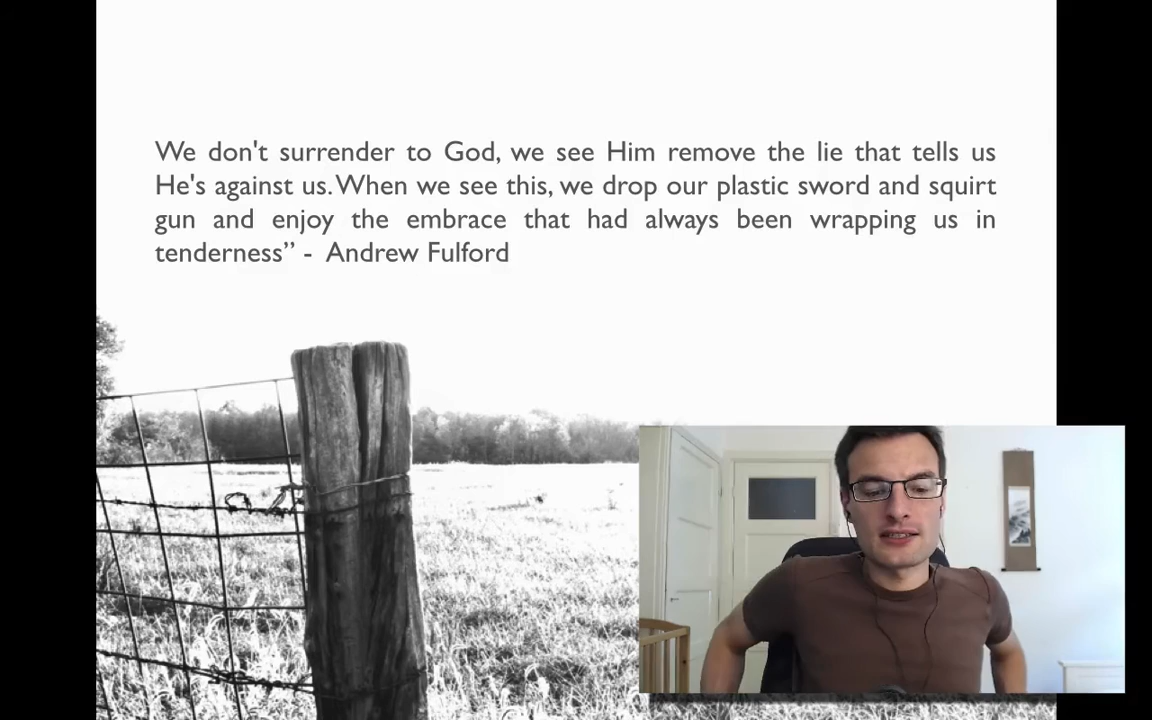 We don't surrender to God, we see Him remove the lie that tells us
He's against us. When we see this, we drop our plastic sword and squirt
gun and enjoy the embrace that had always been wrapping us in
tenderness” - Andrew Fulford